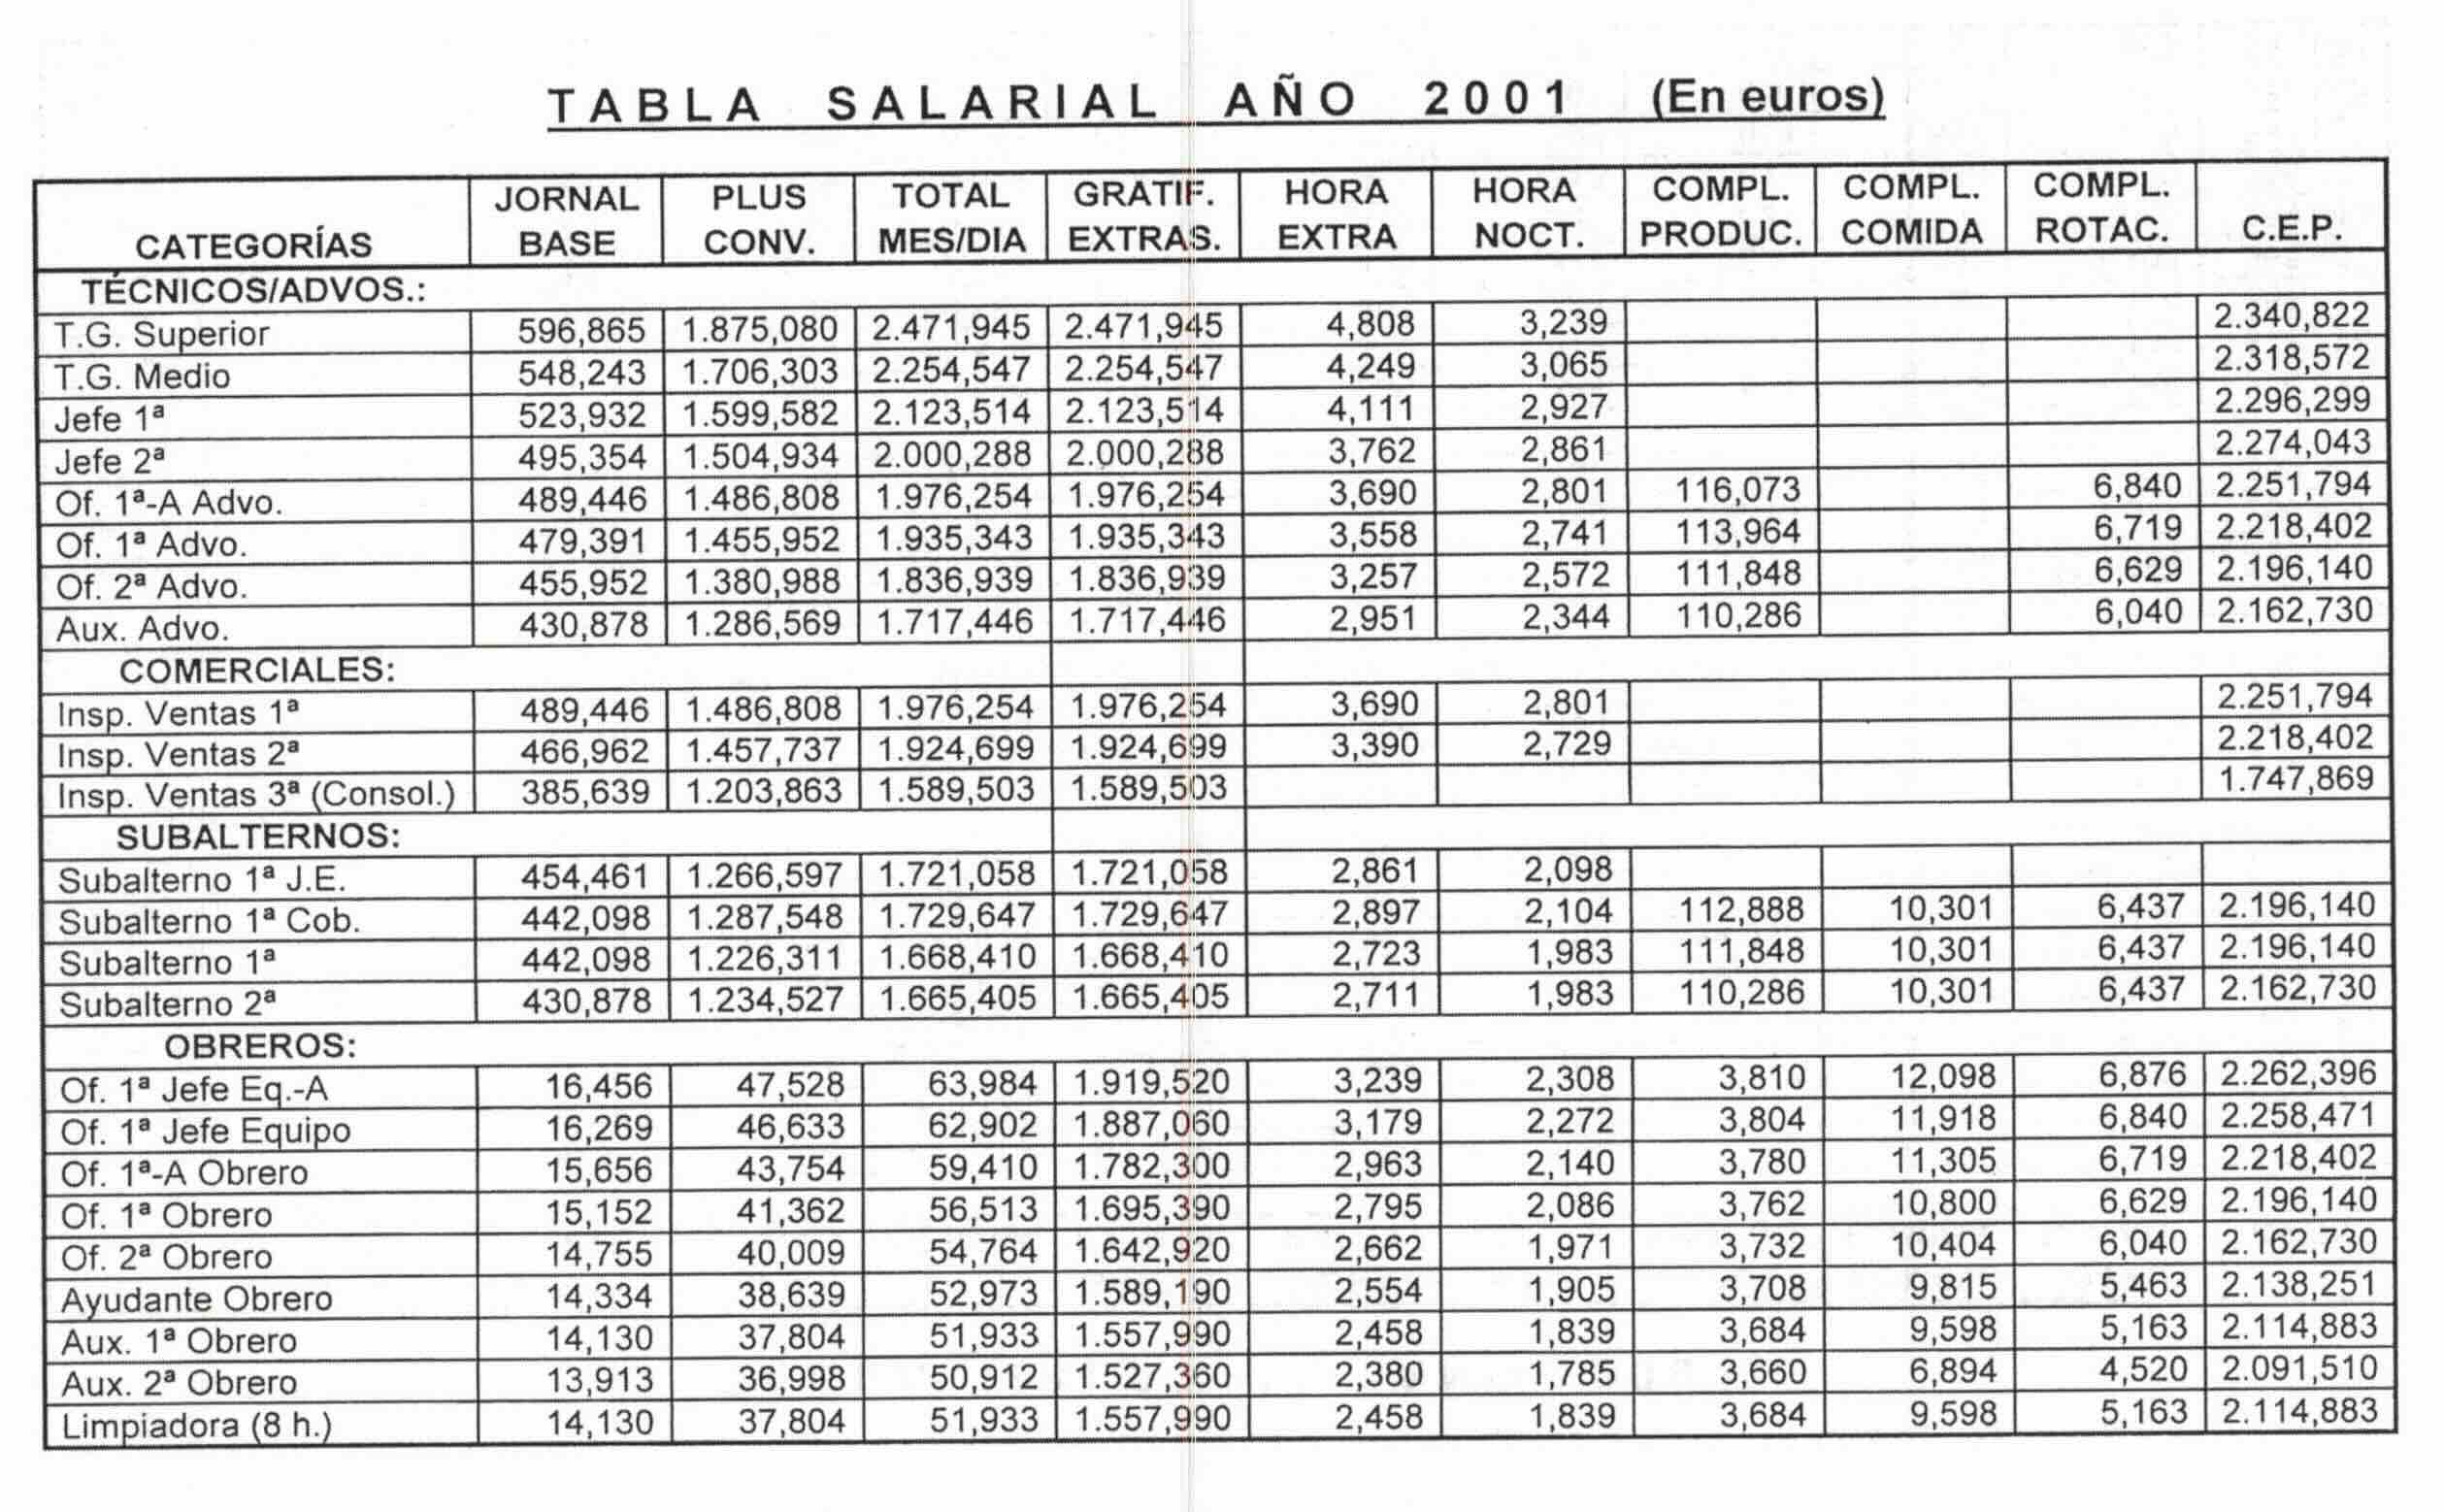 TABLA SALARIAL AÑO 2001 (En euros)
CATEGORÍAS JORNAL BASE PLUS CONV. TOTAL MES/DIA GRATIF. EXTRAS. HORA EXTRA HORA NOCT. COMPL. PRODUC. COMPL. COMIDA COMPL. ROTAC. C.E.P.
TÉCNICOS/ADVOS.:
T.G. Superior 596,865 1.875,080 2.471,945 2.471,945 4,808 3,239 2.340,822
T.G. Medio 548,243 1.706,303 2.254,547 2.254,547 4,249 3,065 2.318,572
Jefe 1ª 523,932 1.599,582 2.123,514 2.123,514 4,111 2,927 2.296,299
Jefe 2ª 495,354 1.504,934 2.000,288 2.000,288 3,762 2,861 2.274,043
Of. 1ª-A Advo. 489,446 1.486,808 1.976,254 1.976,254 3,690 2,801 116,073 6,840 2.251,794
Of. 1ª Advo. 479,391 1.455,952 1.935,343 1.935,343 3,558 2,741 113,964 6,719 2.218,402
Of. 2ª Advo. 455,952 1.380,988 1.836,939 1.836,939 3,257 2,572 111,848 6,629 2.196,140
Aux. Advo. 430,878 1.286,569 1.717,446 1.717,446 2,951 2,344 110,286 6,040 2.162,730
COMERCIALES:
Insp. Ventas 1ª 489,446 1.486,808 1.976,254 1.976,254 3,690 2,801 2.251,794
Insp. Ventas 2ª 466,962 1.457,737 1.924,699 1.924,699 3,390 2,729 2.218,402
Insp. Ventas 3ª (Consol.) 385,639 1.203,863 1.589,503 1.589,503 1.747,869
SUBALTERNOS:
Subalterno 1ª J.E. 454,461 1.266,597 1.721,058 1.721,058 2,861 2,098
Subalterno 1ª Cob. 442,098 1.287,548 1.729,647 1.729,647 2,897 2,104 112,888 10,301 6,437 2.196,140
Subalterno 1ª 442,098 1.226,311 1.668,410 1.668,410 2,723 1,983 111,848 10,301 6,437 2.196,140
Subalterno 2ª 430,878 1.234,527 1.665,405 1.665,405 2,711 1,983 110,286 10,301 6,437 2.162,730
OBREROS:
Of. 1ª Jefe Eq.-A 16,456 47,528 63,984 1.919,520 3,239 2,308 3,810 12,098 6,876 2.262,396
Of. 1ª Jefe Equipo 16,269 46,633 62,902 1.887,060 3,179 2,272 3,804 11,918 6,840 2.258,471
Of. 1ª-A Obrero 15,656 43,754 59,410 1.782,300 2,963 2,140 3,780 11,305 6,719 2.218,402
Of. 1ª Obrero 15,152 41,362 56,513 1.695,390 2,795 2,086 3,762 10,800 6,629 2.196,140
Of. 2ª Obrero 14,755 40,009 54,764 1.642,920 2,662 1,971 3,732 10,404 6,040 2.162,730
Ayudante Obrero 14,334 38,639 52,973 1.589,190 2,554 1,905 3,708 9,815 5,463 2.138,251
Aux. 1ª Obrero 14,130 37,804 51,933 1.557,990 2,458 1,839 3,684 9,598 5,163 2.114,883
Aux. 2ª Obrero 13,913 36,998 50,912 1.527,360 2,380 1,785 3,660 6,894 4,520 2.091,510
Limpiadora (8 h.) 14,130 37,804 51,933 1.557,990 2,458 1,839 3,684 9,598 5,163 2.114,883